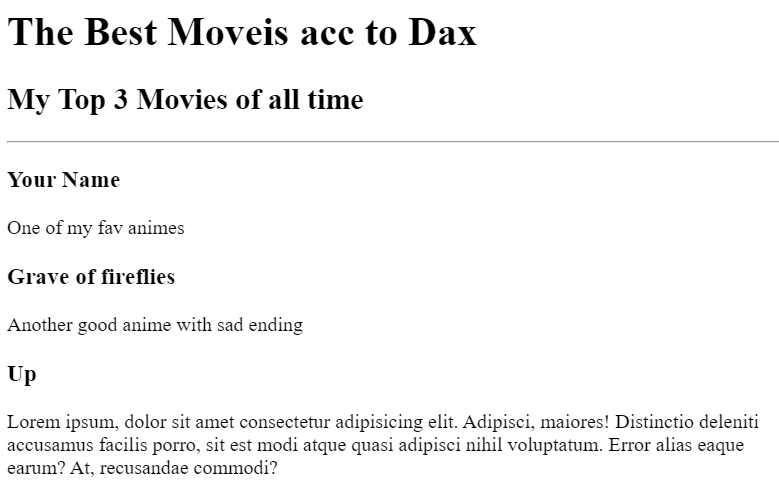 The Best Moveis acc to Dax
My Top 3 Movies of all time
Your Name
One of my fav animes
Grave of fireflies
Another good anime with sad ending
Up
Lorem ipsum, dolor sit amet consectetur adipisicing elit. Adipisci, maiores! Distinctio deleniti
accusamus facilis porro, sit est modi atque quasi adipisci nihil voluptatum. Error alias eaque
earum? At, recusandae commodi?